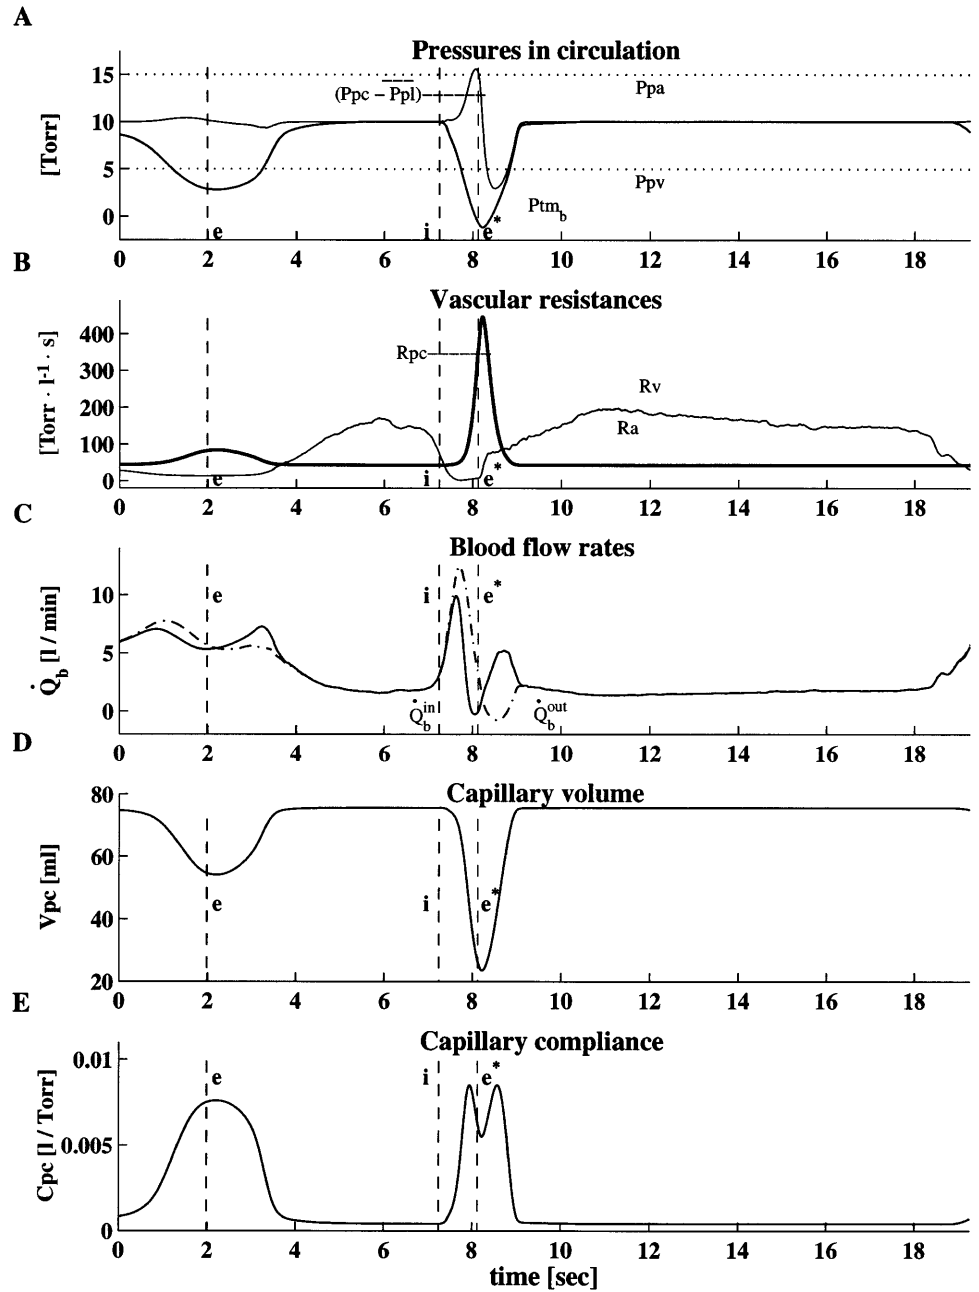 A
Pressures in circulation
[Torr]
15
10
5
0
(Ppc – Ppl)
Ppa
Ppv
Ptm_b
e
i
e*
0 2 4 6 8 10 12 14 16 18
B
Vascular resistances
[Torr · l-1 · s]
400
300
200
100
0
Rpc
Rv
Ra
e
i
e*
0 2 4 6 8 10 12 14 16 18
C
Blood flow rates
Q̇b [l / min]
10
5
0
e
i
e*
Q̇b^in
Q̇b^out
0 2 4 6 8 10 12 14 16 18
D
Capillary volume
Vpc [ml]
80
60
40
20
e
i
e*
0 2 4 6 8 10 12 14 16 18
E
Capillary compliance
Cpc [l / Torr]
0.01
0.005
0
e
i
e*
0 2 4 6 8 10 12 14 16 18
time [sec]